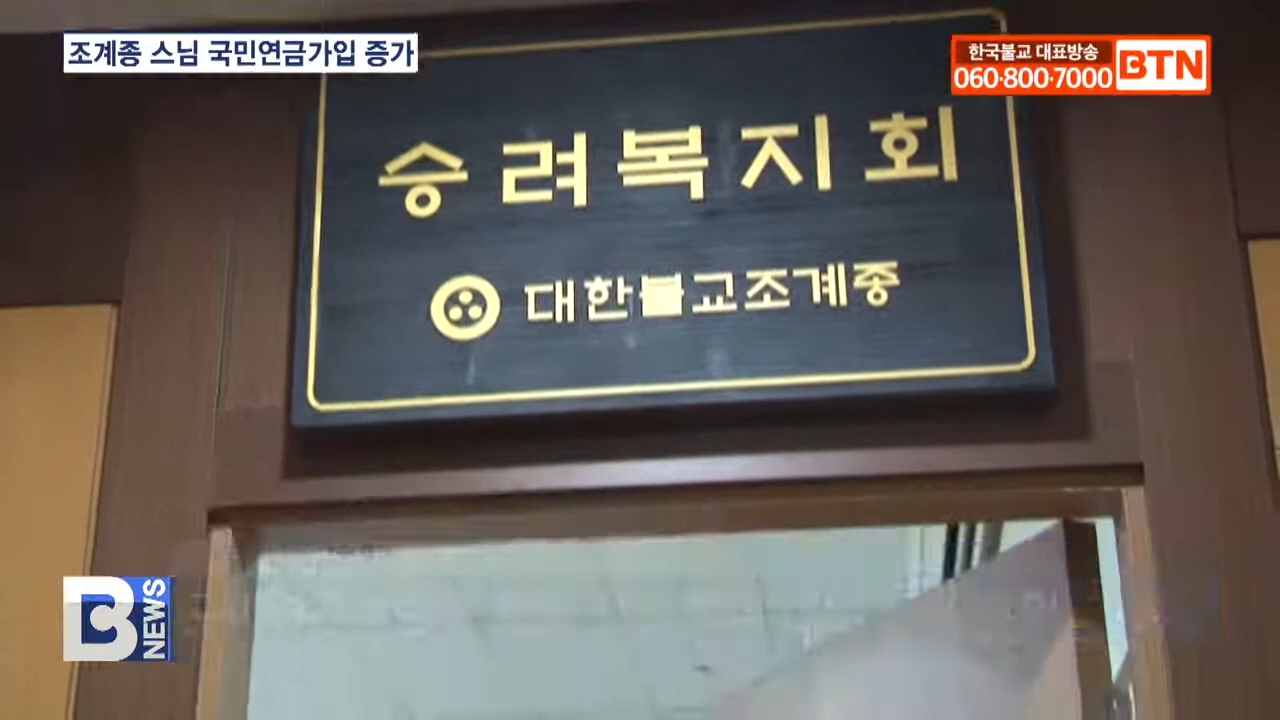 조계종 스님 국민연금가입 증가
한국불교 대표방송
060·800·7000
BTN
승려복지회
대한불교조계종
B NEWS